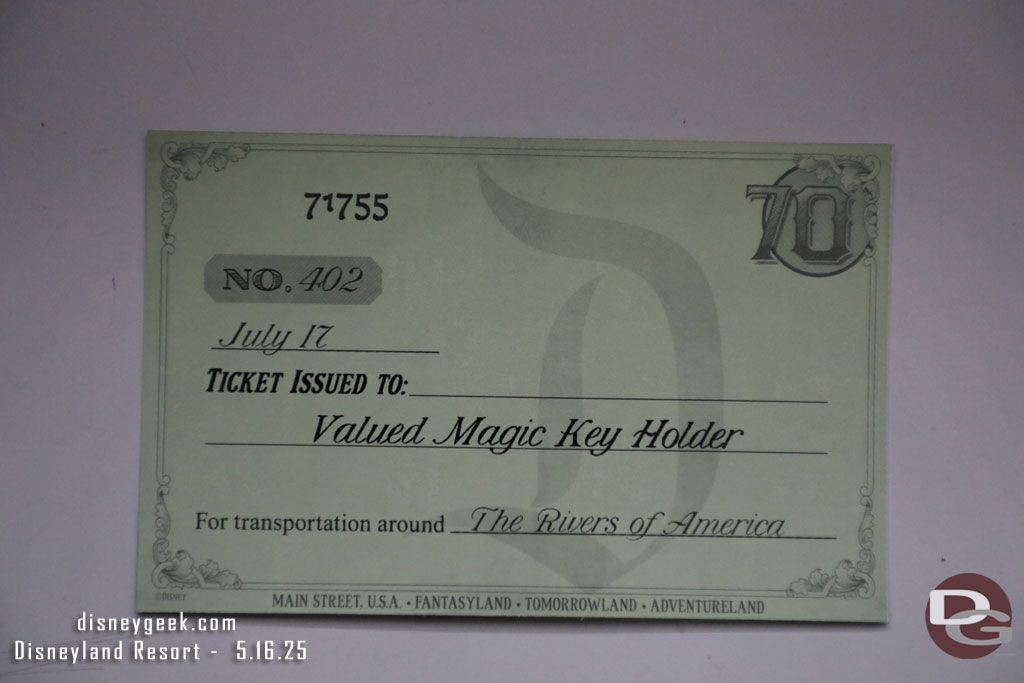 71755
70
NO. 402
July 17
TICKET ISSUED TO:
Valued Magic Key Holder
For transportation around The Rivers of America
©DISNEY
MAIN STREET, U.S.A. • FANTASYLAND • TOMORROWLAND • ADVENTURELAND
disneygeek.com
Disneyland Resort - 5.16.25
DG